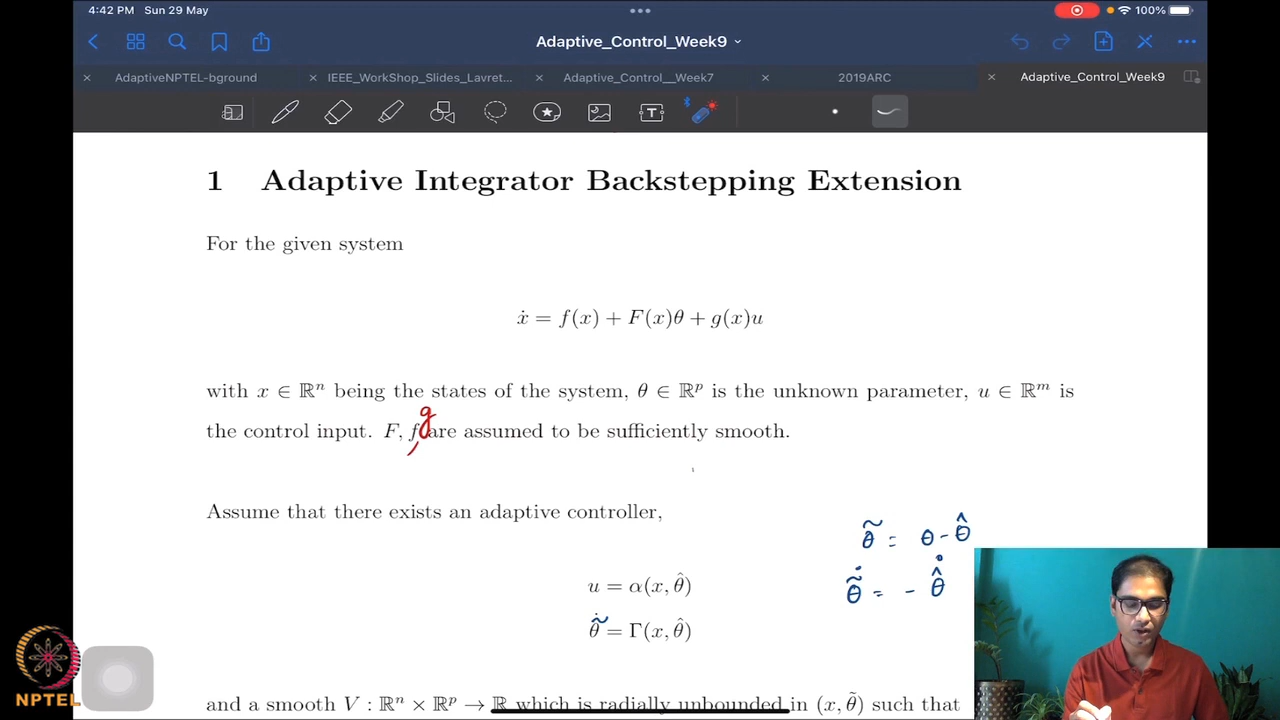 4:42 PM Sun 29 May
100%
Adaptive_Control_Week9
AdaptiveNPTEL-bground
IEEE_WorkShop_Slides_Lavret...
Adaptive_Control__Week7
2019ARC
Adaptive_Control_Week9
1 Adaptive Integrator Backstepping Extension
For the given system
ẋ = f(x) + F(x)θ + g(x)u
with x ∈ ℝⁿ being the states of the system, θ ∈ ℝᵖ is the unknown parameter, u ∈ ℝᵐ is
the control input. F, f, g are assumed to be sufficiently smooth.
Assume that there exists an adaptive controller,
θ̃ = θ - θ̂
u = α(x, θ̂)
θ̃̇ = - θ̂̇
θ̃̇ = Γ(x, θ̂)
and a smooth V : ℝⁿ × ℝᵖ → ℝ which is radially unbounded in (x, θ̃) such that
NPTEL